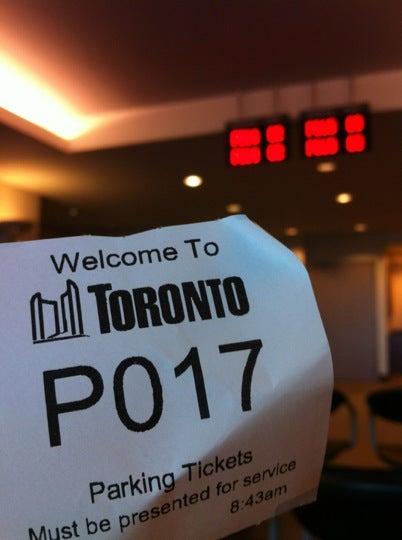 Welcome To
TORONTO
P017
Parking Tickets
Must be presented for service
8:43am